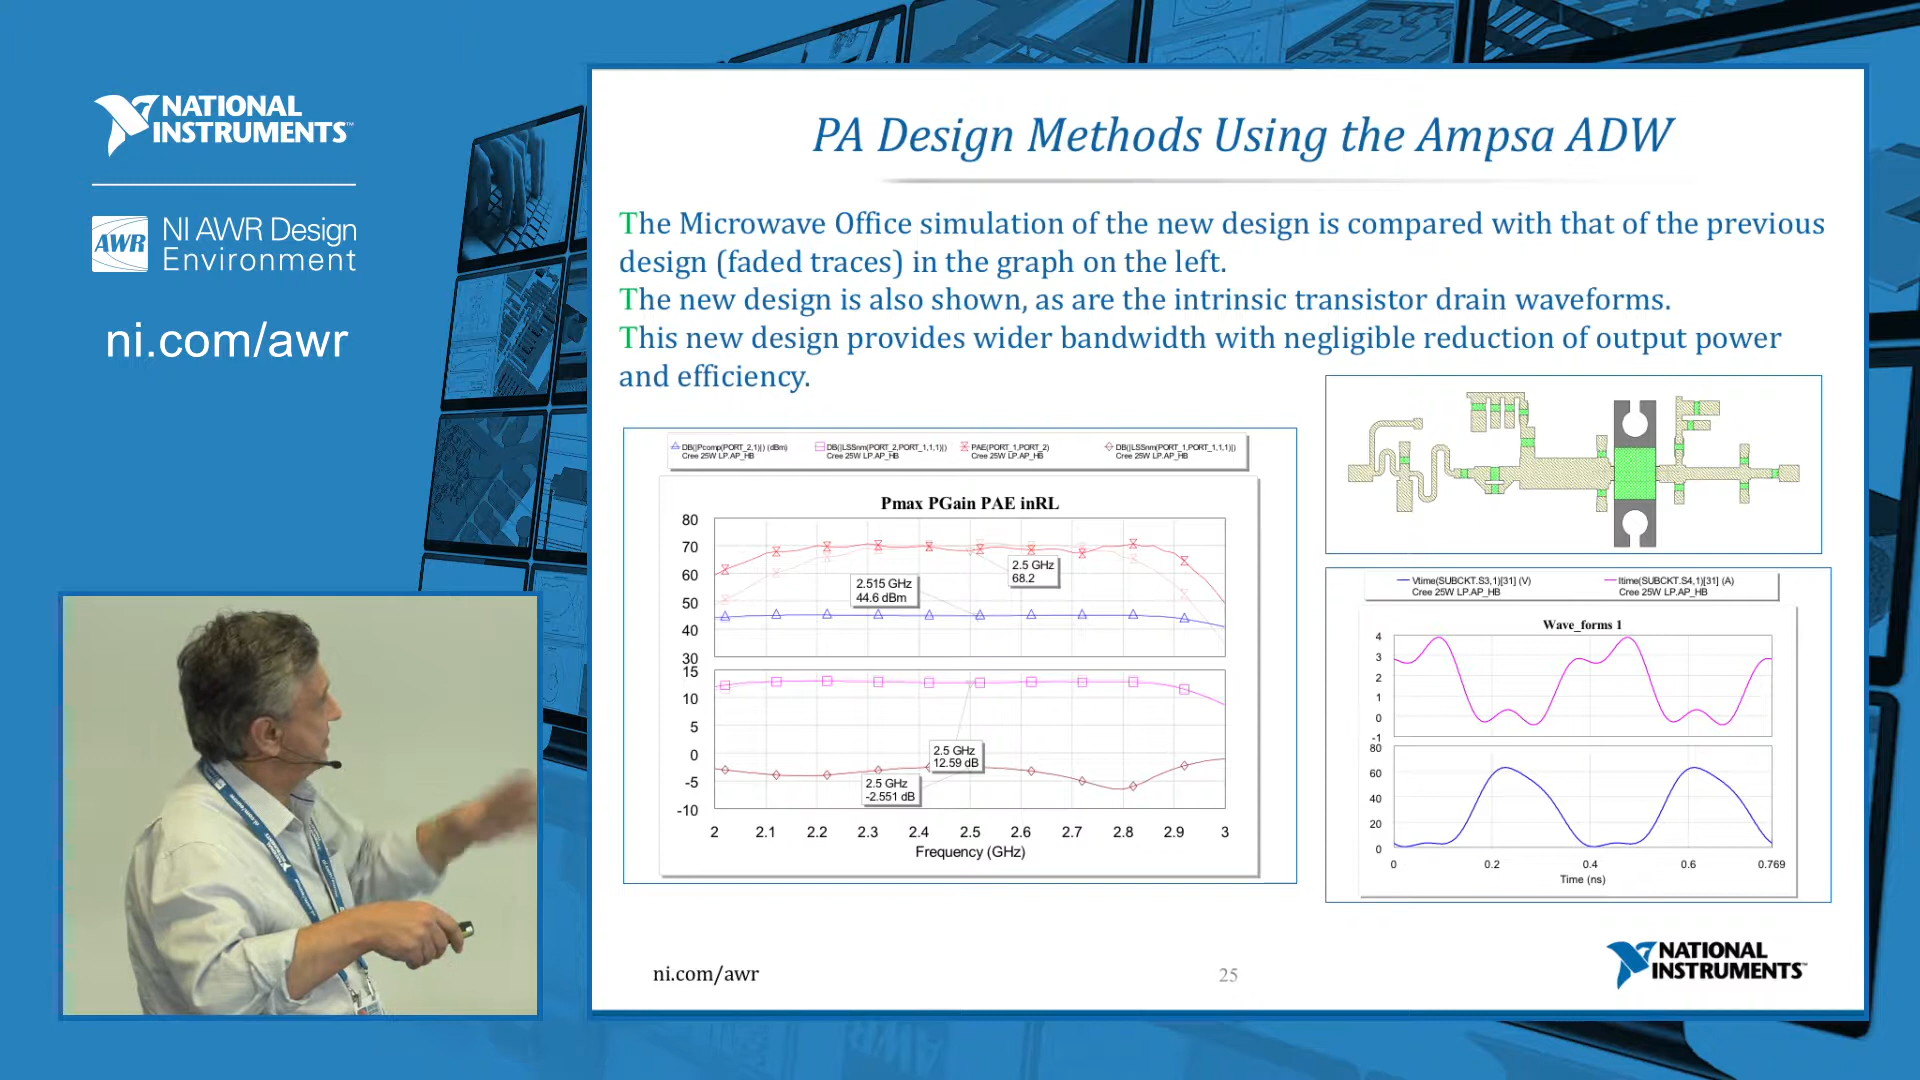 NATIONAL
INSTRUMENTS™
AWR
NI AWR Design
Environment
ni.com/awr
PA Design Methods Using the Ampsa ADW
The Microwave Office simulation of the new design is compared with that of the previous
design (faded traces) in the graph on the left.
The new design is also shown, as are the intrinsic transistor drain waveforms.
This new design provides wider bandwidth with negligible reduction of output power
and efficiency.
DB(|Pcomp(PORT_2,1)|) (dBm)
Cree 25W LP.AP_HB
DB(|LSSnm(PORT_2,PORT_1,1,1)|)
Cree 25W LP.AP_HB
PAE(PORT_1,PORT_2)
Cree 25W LP.AP_HB
DB(|LSSnm(PORT_1,PORT_1,1,1)|)
Cree 25W LP.AP_HB
Pmax PGain PAE inRL
80
70
60
50
40
30
15
10
5
0
-5
-10
2.515 GHz
44.6 dBm
2.5 GHz
68.2
2.5 GHz
12.59 dB
2.5 GHz
-2.551 dB
2 2.1 2.2 2.3 2.4 2.5 2.6 2.7 2.8 2.9 3
Frequency (GHz)
Vtime(SUBCKT.S3,1)[31] (V)
Cree 25W LP.AP_HB
Itime(SUBCKT.S4,1)[31] (A)
Cree 25W LP.AP_HB
Wave_forms 1
4
3
2
1
0
-1
80
60
40
20
0
0 0.2 0.4 0.6 0.769
Time (ns)
ni.com/awr
25
NATIONAL
INSTRUMENTS™